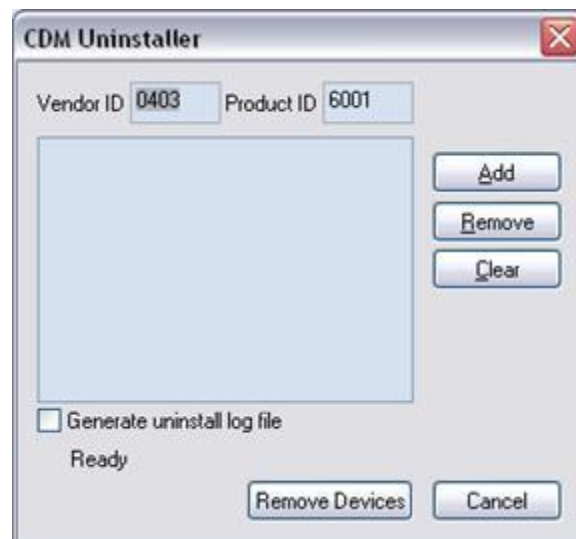 CDM Uninstaller
Vendor ID 0403 Product ID 6001
Add
Remove
Clear
Generate uninstall log file
Ready
Remove Devices Cancel